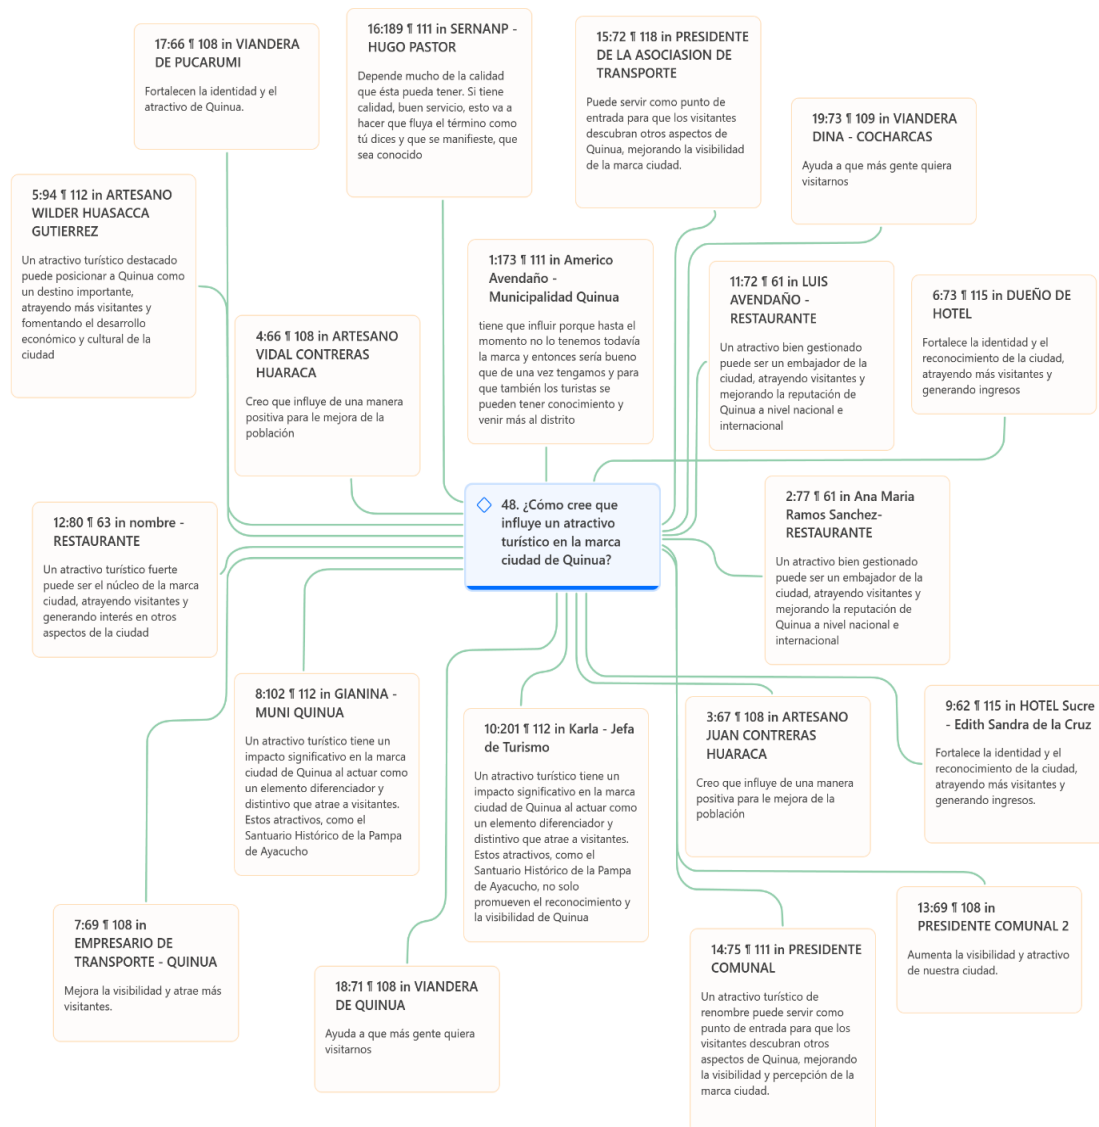 17:66 ¶ 108 in VIANDERA
DE PUCARUMI
Fortalecen la identidad y el
atractivo de Quinua.
16:189 ¶ 111 in SERNANP -
HUGO PASTOR
Depende mucho de la calidad
que ésta pueda tener. Si tiene
calidad, buen servicio, esto va a
hacer que fluya el término como
tú dices y que se manifieste, que
sea conocido
15:72 ¶ 118 in PRESIDENTE
DE LA ASOCIASION DE
TRANSPORTE
Puede servir como punto de
entrada para que los visitantes
descubran otros aspectos de
Quinua, mejorando la visibilidad
de la marca ciudad.
19:73 ¶ 109 in VIANDERA
DINA - COCHARCAS
Ayuda a que más gente quiera
visitarnos
5:94 ¶ 112 in ARTESANO
WILDER HUASACCA
GUTIERREZ
Un atractivo turístico destacado
puede posicionar a Quinua como
un destino importante,
atrayendo más visitantes y
fomentando el desarrollo
económico y cultural de la
ciudad
1:173 ¶ 111 in Americo
Avendaño -
Municipalidad Quinua
tiene que influir porque hasta el
momento no lo tenemos todavía
la marca y entonces sería bueno
que de una vez tengamos y para
que también los turistas se
pueden tener conocimiento y
venir más al distrito
11:72 ¶ 61 in LUIS
AVENDAÑO -
RESTAURANTE
Un atractivo bien gestionado
puede ser un embajador de la
ciudad, atrayendo visitantes y
mejorando la reputación de
Quinua a nivel nacional e
internacional
6:73 ¶ 115 in DUEÑO DE
HOTEL
Fortalece la identidad y el
reconocimiento de la ciudad,
atrayendo más visitantes y
generando ingresos
4:66 ¶ 108 in ARTESANO
VIDAL CONTRERAS
HUARACA
Creo que influye de una manera
positiva para le mejora de la
población
48. ¿Cómo cree que
influye un atractivo
turístico en la marca
ciudad de Quinua?
2:77 ¶ 61 in Ana Maria
Ramos Sanchez-
RESTAURANTE
Un atractivo bien gestionado
puede ser un embajador de la
ciudad, atrayendo visitantes y
mejorando la reputación de
Quinua a nivel nacional e
internacional
12:80 ¶ 63 in nombre -
RESTAURANTE
Un atractivo turístico fuerte
puede ser el núcleo de la marca
ciudad, atrayendo visitantes y
generando interés en otros
aspectos de la ciudad
8:102 ¶ 112 in GIANINA -
MUNI QUINUA
Un atractivo turístico tiene un
impacto significativo en la marca
ciudad de Quinua al actuar como
un elemento diferenciador y
distintivo que atrae a visitantes.
Estos atractivos, como el
Santuario Histórico de la Pampa
de Ayacucho
10:201 ¶ 112 in Karla - Jefa
de Turismo
Un atractivo turístico tiene un
impacto significativo en la marca
ciudad de Quinua al actuar como
un elemento diferenciador y
distintivo que atrae a visitantes.
Estos atractivos, como el
Santuario Histórico de la Pampa
de Ayacucho, no solo
promueven el reconocimiento y
la visibilidad de Quinua
3:67 ¶ 108 in ARTESANO
JUAN CONTRERAS
HUARACA
Creo que influye de una manera
positiva para le mejora de la
población
9:62 ¶ 115 in HOTEL Sucre
- Edith Sandra de la Cruz
Fortalece la identidad y el
reconocimiento de la ciudad,
atrayendo más visitantes y
generando ingresos.
7:69 ¶ 108 in
EMPRESARIO DE
TRANSPORTE - QUINUA
Mejora la visibilidad y atrae más
visitantes.
18:71 ¶ 108 in VIANDERA
DE QUINUA
Ayuda a que más gente quiera
visitarnos
14:75 ¶ 111 in PRESIDENTE
COMUNAL
Un atractivo turístico de
renombre puede servir como
punto de entrada para que los
visitantes descubran otros
aspectos de Quinua, mejorando
la visibilidad y percepción de la
marca ciudad.
13:69 ¶ 108 in
PRESIDENTE COMUNAL 2
Aumenta la visibilidad y atractivo
de nuestra ciudad.